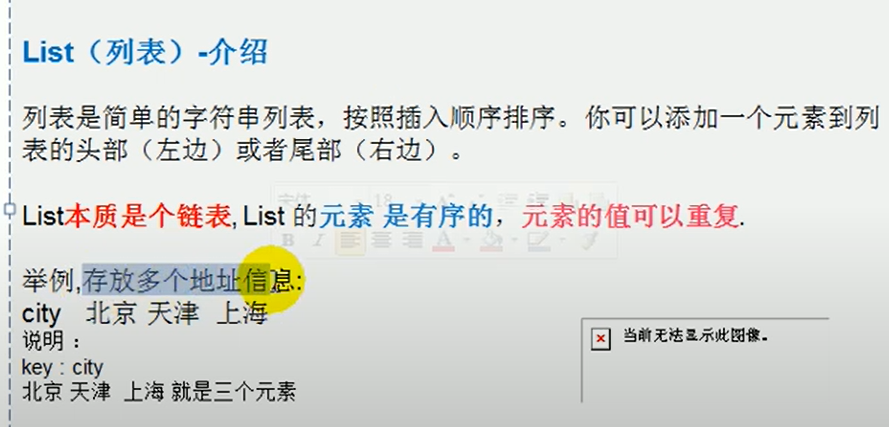 List（列表）-介绍
列表是简单的字符串列表，按照插入顺序排序。你可以添加一个元素到列
表的头部（左边）或者尾部（右边）。
List本质是个链表, List 的元素 是有序的，元素的值可以重复.
宋体 18
B I A
举例,存放多个地址信息:
city 北京 天津 上海
说明：
key : city
北京 天津 上海 就是三个元素
当前无法显示此图像。